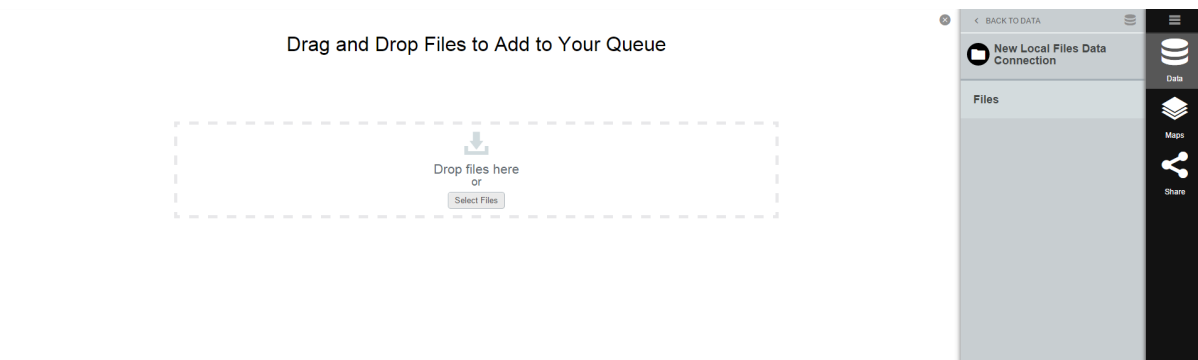 Drag and Drop Files to Add to Your Queue
Drop files here
or
Select Files
< BACK TO DATA
New Local Files Data
Connection
Files
Data
Maps
Share